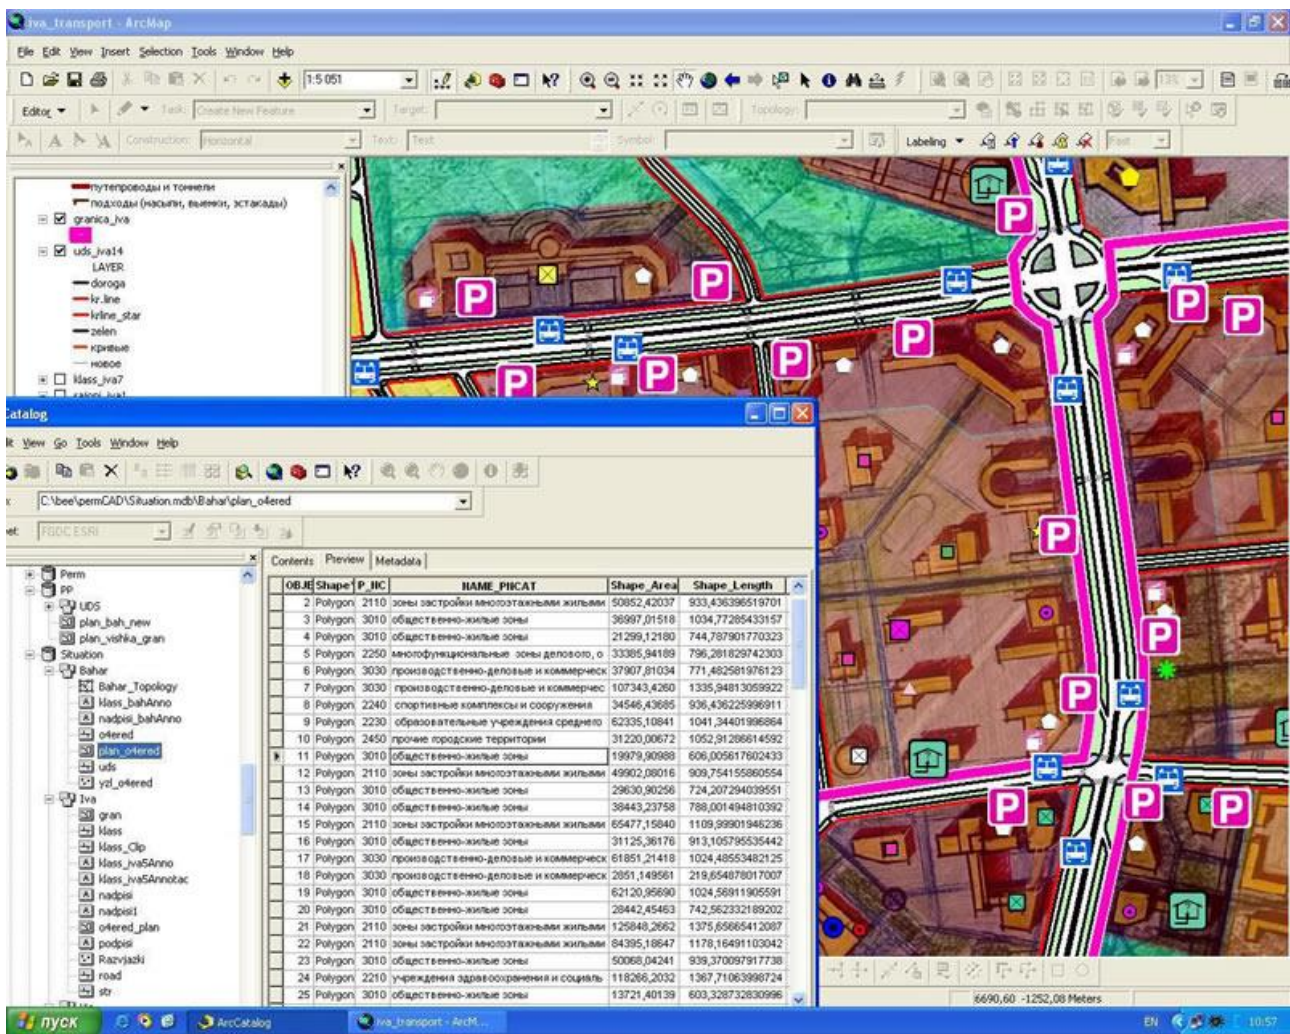 iva_transport - ArcMap
File Edit View Insert Selection Tools Window Help
1:5 051
Editor Task: Create New Feature Target: Topology:
Construction: Horizontal Text: Text Symbol: Labeling Fast
путепроводы и тоннели
подходы (насыпи, выемки, эстакады)
granica_iva
uds_iva14
LAYER
doroga
kr.line
krline_star
zelen
кривые
новое
klass_iva7
P P P P P P P P P P P P P P P P
Catalog
View Go Tools Window Help
C:\bee\permCAD\Situation.mdb\Bahar\plan_o4ered
FGDC ESRI
Perm
PP
UDS
plan_bah_new
plan_vishka_gran
Situation
Bahar
Bahar_Topology
klass_bahAnno
nadpisi_bahAnno
o4ered
plan_o4ered
uds
yzl_o4ered
Iva
gran
klass
klass_Clip
klass_iva5Anno
klass_iva5Annotac
nadpisi
nadpisi1
o4ered_plan
podpisi
Razvjazki
road
str
Contents Preview Metadata
OBJE Shape* P_NC NAME_PNCAT Shape_Area Shape_Length
2 Polygon 2110 зоны застройки многоэтажными жилыми 50852,42037 933,436396519701
3 Polygon 3010 общественно-жилые зоны 36997,01518 1034,77285433157
4 Polygon 3010 общественно-жилые зоны 21299,12180 744,787901770323
5 Polygon 2250 многофункциональные зоны делового, о 33385,94189 796,281829742303
6 Polygon 3030 производственно-деловые и коммерческ 37907,81034 771,482581976123
7 Polygon 3030 производственно-деловые и коммерчес 107343,4260 1335,94813059922
8 Polygon 2240 спортивные комплексы и сооружения 34546,43685 936,436225996911
9 Polygon 2230 образовательные учреждения среднего 62335,10841 1041,34401996864
10 Polygon 2450 прочие городские территории 31220,00672 1052,91286614592
11 Polygon 3010 общественно-жилые зоны 19979,90988 606,005617602433
12 Polygon 2110 зоны застройки многоэтажными жилыми 49902,08016 909,754155860554
13 Polygon 3010 общественно-жилые зоны 29630,90256 724,207294039551
14 Polygon 3010 общественно-жилые зоны 38443,23758 788,001494810392
15 Polygon 2110 зоны застройки многоэтажными жилыми 65477,15840 1109,99901946236
16 Polygon 3010 общественно-жилые зоны 31125,36176 913,105795535442
17 Polygon 3030 производственно-деловые и коммерческ 61851,21418 1024,48553482125
18 Polygon 3030 производственно-деловые и коммерческ 2851,149561 219,654878017007
19 Polygon 3010 общественно-жилые зоны 62120,95690 1024,56911905591
20 Polygon 3010 общественно-жилые зоны 28442,45463 742,562332189202
21 Polygon 2110 зоны застройки многоэтажными жилыми 125848,2662 1375,65665412087
22 Polygon 2110 зоны застройки многоэтажными жилыми 84395,18647 1178,16491103042
23 Polygon 3010 общественно-жилые зоны 50068,04241 939,370097917738
24 Polygon 2210 учреждения здравоохранения и социаль 118266,2032 1367,71063998724
25 Polygon 3010 общественно-жилые зоны 13721,40139 603,328732830996
6690,60 -1252,08 Meters
пуск ArcCatalog iva_transport - ArcM... EN 10:57